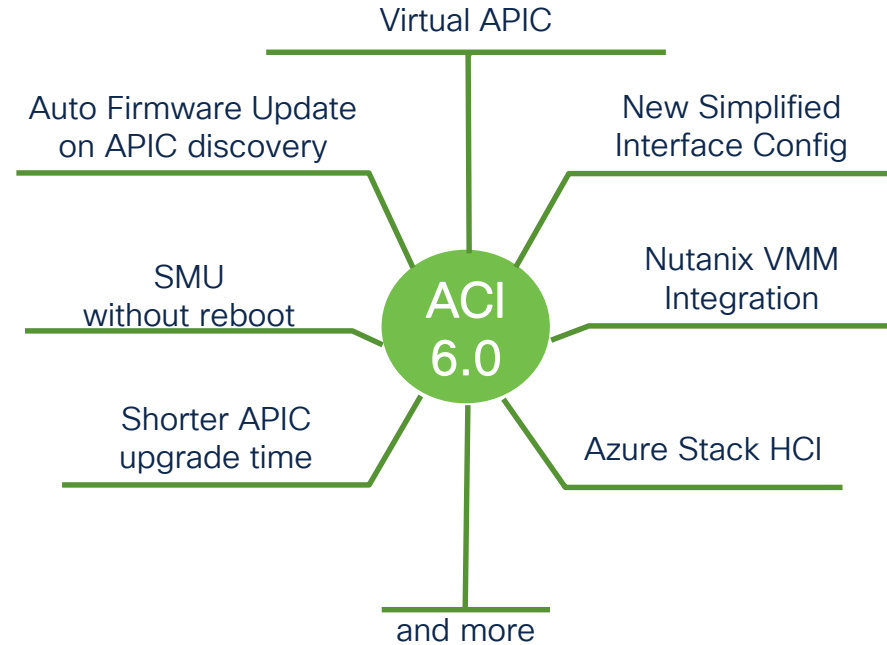 Virtual APIC
Auto Firmware Update
on APIC discovery
New Simplified
Interface Config
SMU
without reboot
ACI
6.0
Nutanix VMM
Integration
Shorter APIC
upgrade time
Azure Stack HCI
and more